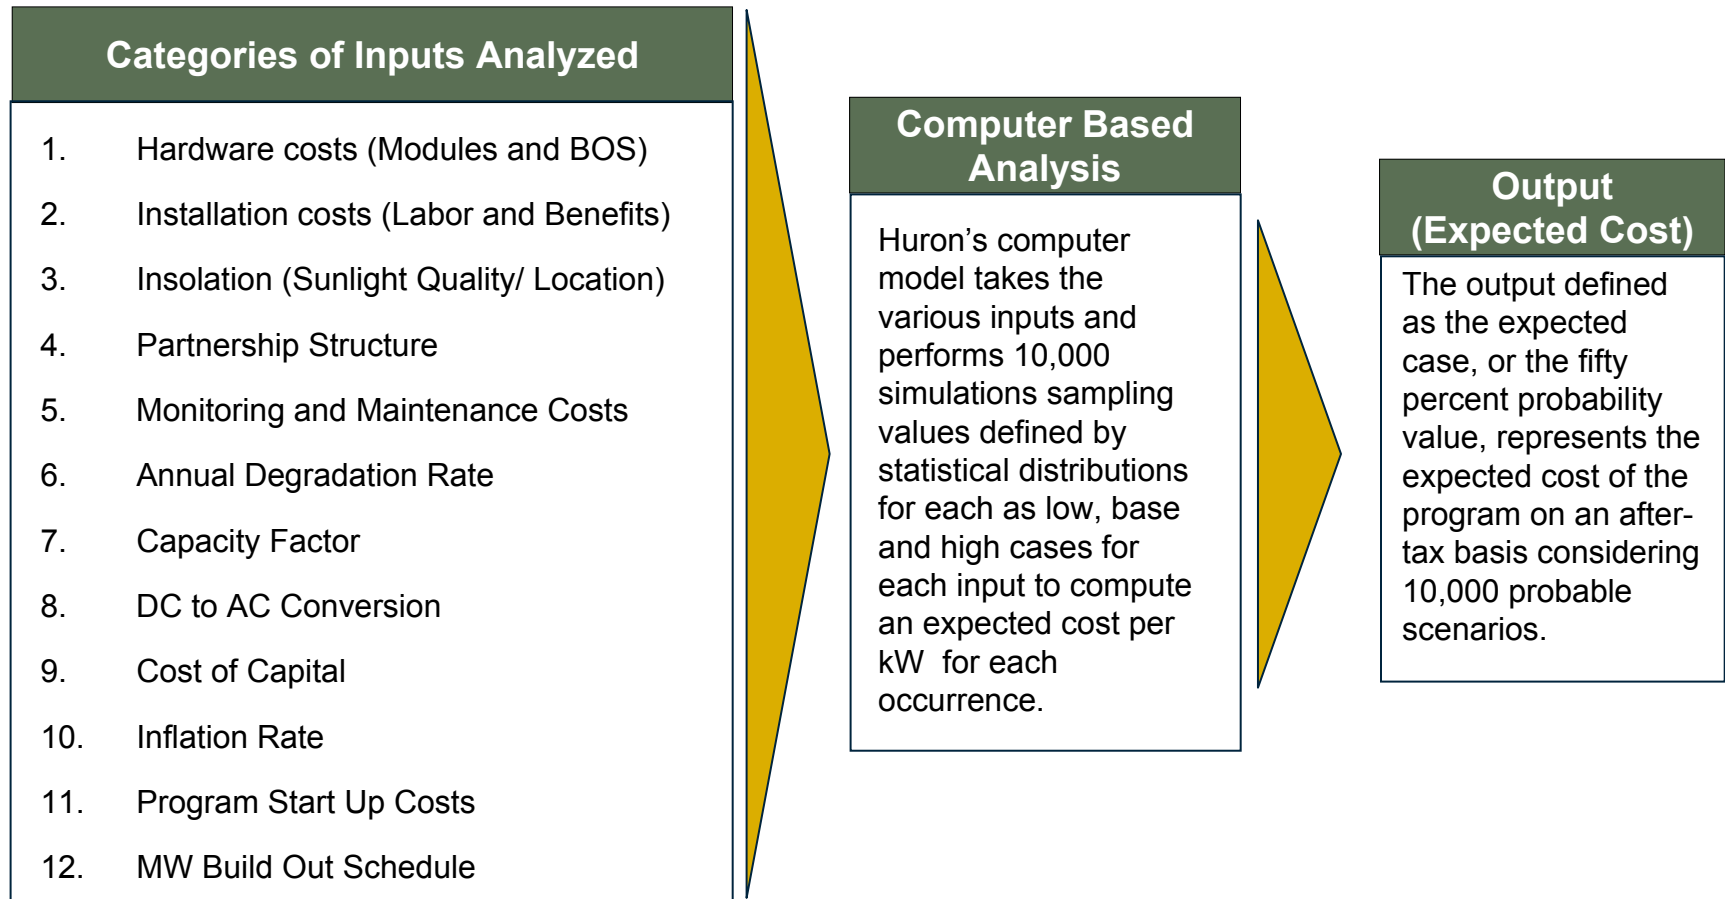 Categories of Inputs Analyzed
1. Hardware costs (Modules and BOS)
2. Installation costs (Labor and Benefits)
3. Insolation (Sunlight Quality/ Location)
4. Partnership Structure
5. Monitoring and Maintenance Costs
6. Annual Degradation Rate
7. Capacity Factor
8. DC to AC Conversion
9. Cost of Capital
10. Inflation Rate
11. Program Start Up Costs
12. MW Build Out Schedule
Computer Based
Analysis
Huron’s computer
model takes the
various inputs and
performs 10,000
simulations sampling
values defined by
statistical distributions
for each as low, base
and high cases for
each input to compute
an expected cost per
kW for each
occurrence.
Output
(Expected Cost)
The output defined
as the expected
case, or the fifty
percent probability
value, represents the
expected cost of the
program on an after-
tax basis considering
10,000 probable
scenarios.